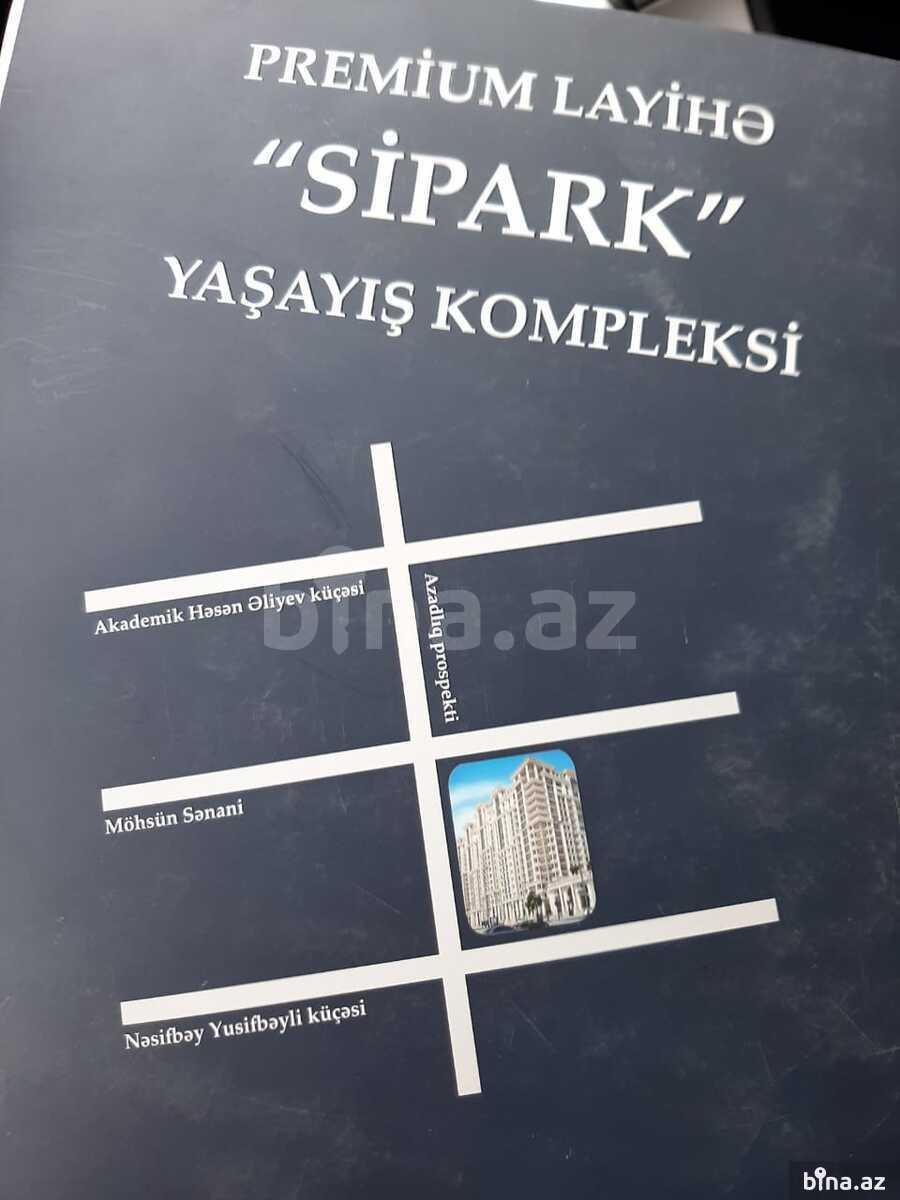 PREMİUM LAYİHƏ
“SİPARK”
YAŞAYIŞ KOMPLEKSİ
Akademik Həsən Əliyev küçəsi
Azadlıq prospekti
bina.az
Möhsün Sənani
Nəsifbəy Yusifbəyli küçəsi
bina.az